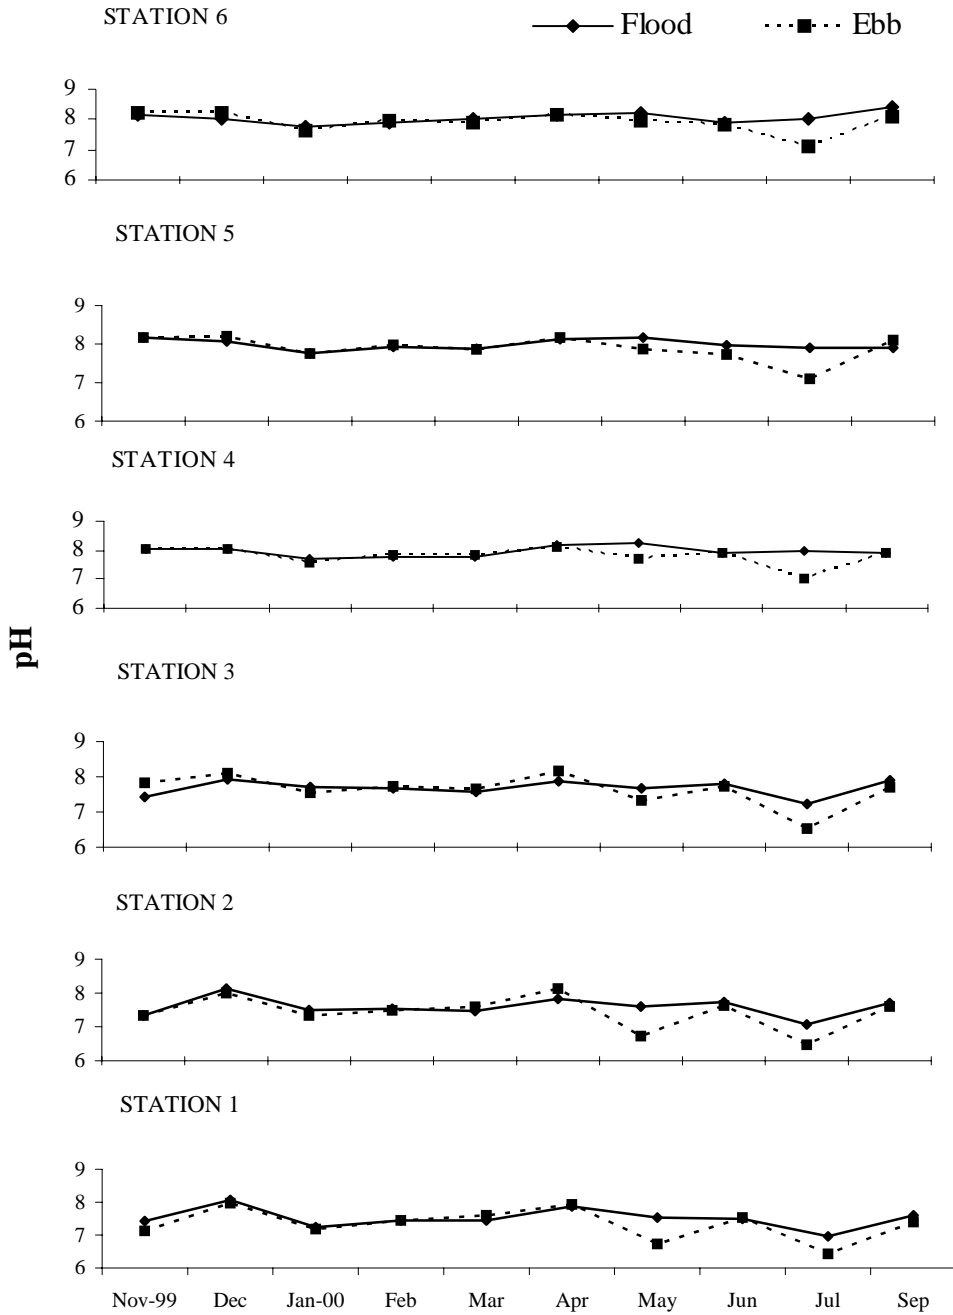 STATION 6
Flood Ebb
9
8
7
6
STATION 5
9
8
7
6
STATION 4
9
8
7
6
pH
STATION 3
9
8
7
6
STATION 2
9
8
7
6
STATION 1
9
8
7
6
Nov-99 Dec Jan-00 Feb Mar Apr May Jun Jul Sep